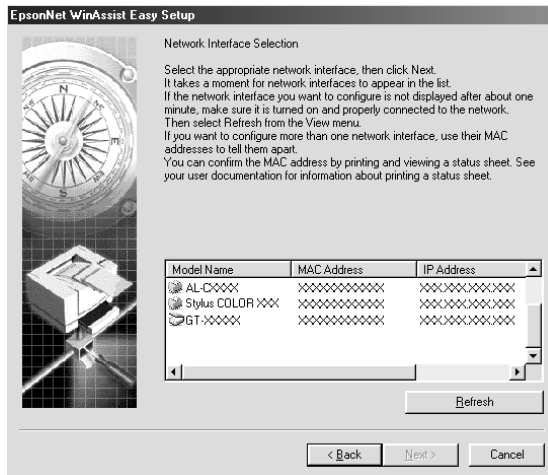 EpsonNet WinAssist Easy Setup
Network Interface Selection
Select the appropriate network interface, then click Next.
It takes a moment for network interfaces to appear in the list.
If the network interface you want to configure is not displayed after about one
minute, make sure it is turned on and properly connected to the network.
Then select Refresh from the View menu.
If you want to configure more than one network interface, use their MAC
addresses to tell them apart.
You can confirm the MAC address by printing and viewing a status sheet. See
your user documentation for information about printing a status sheet.
N
E
S
Model Name MAC Address IP Address
AL-CXXXX XXXXXXXXXXXX XXX.XXX.XXX.XXX
Stylus COLOR XXX XXXXXXXXXXXX XXX.XXX.XXX.XXX
GT-XXXXX XXXXXXXXXXXX XXX.XXX.XXX.XXX
Refresh
< Back Next > Cancel